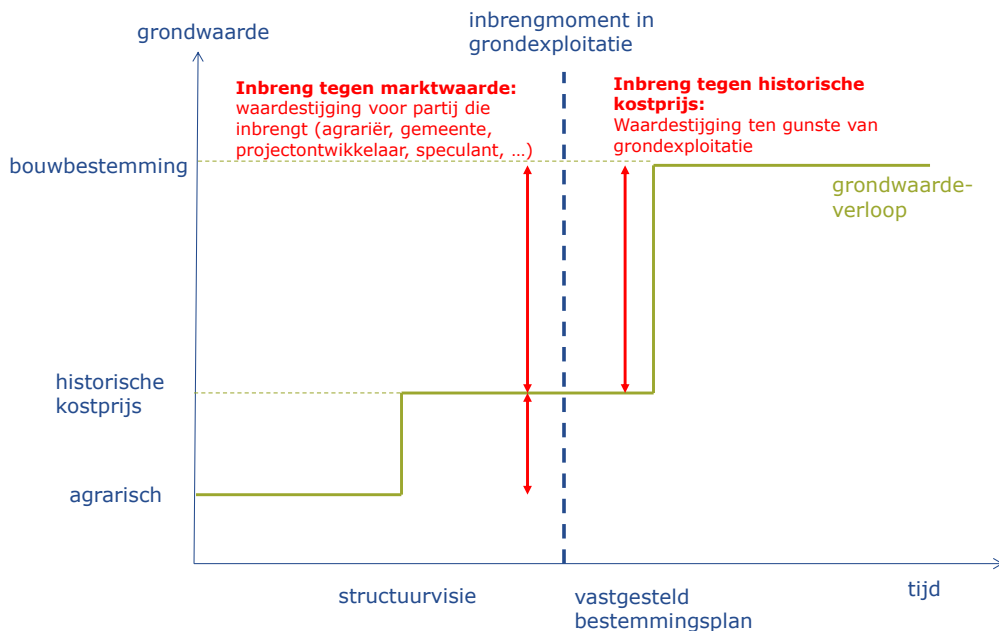 grondwaarde
inbrengmoment in
grondexploitatie
Inbreng tegen marktwaarde:
waardestijging voor partij die
inbrengt (agrariër, gemeente,
projectontwikkelaar, speculant, ...)
Inbreng tegen historische
kostprijs:
Waardestijging ten gunste van
grondexploitatie
bouwbestemming
grondwaarde-
verloop
historische
kostprijs
agrarisch
structuurvisie
vastgesteld
bestemmingsplan
tijd